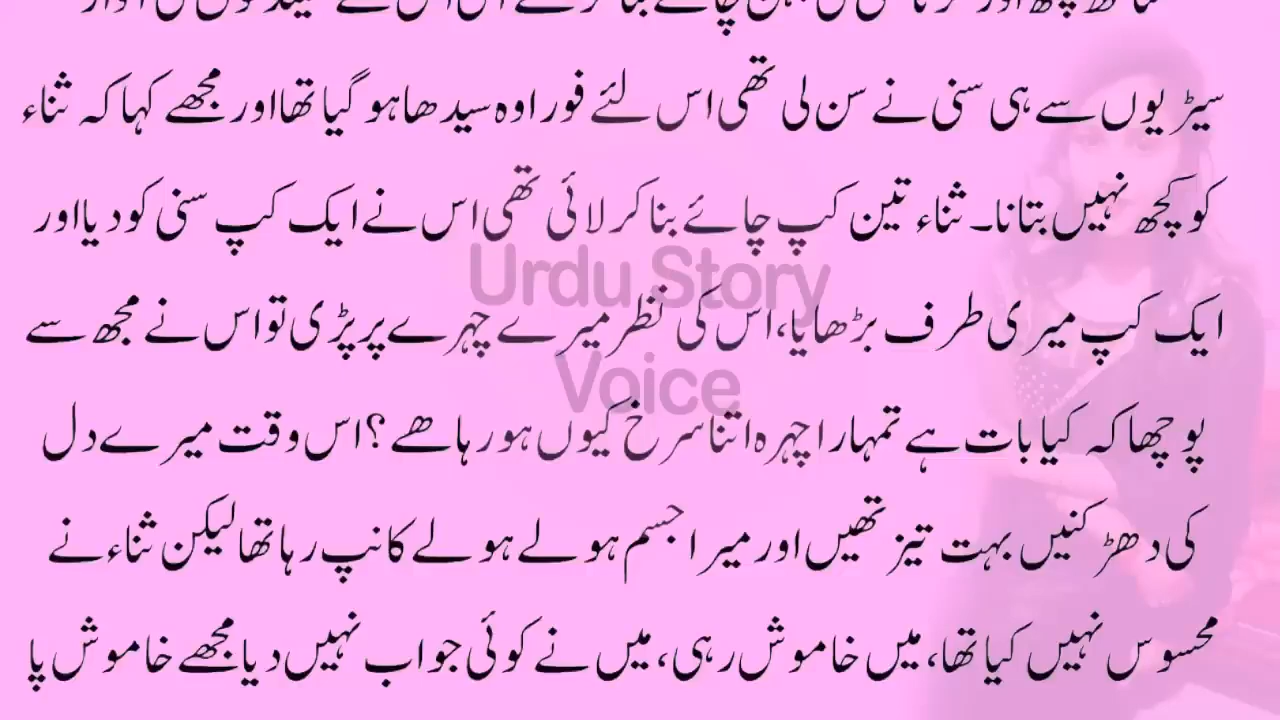 سیڑیوں سے ہی سنی نے سن لی تھی اس لئے فورا وہ سیدھا ہو گیا تھا اور مجھے کہا کہ ثناء
کو کچھ نہیں بتانا۔ ثناء تین کپ چائے بنا کر لائی تھی اس نے ایک کپ سنی کو دیا اور
ایک کپ میری طرف بڑھایا، اس کی نظر میرے چہرے پر پڑی تو اس نے مجھ سے
پوچھا کہ کیا بات ہے تمہارا چہرہ اتنا سرخ کیوں ہو رہا ھے ؟ اس وقت میرے دل
کی دھڑکنیں بہت تیز تھیں اور میرا جسم ہولے ہولے کانپ رہا تھا لیکن ثناء نے
محسوس نہیں کیا تھا، میں خاموش رہی، میں نے کوئی جواب نہیں دیا مجھے خاموش پا
Urdu Story
Voice